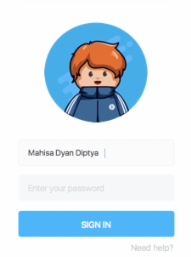 Mahisa Dyan Diptya
Enter your password
SIGN IN
Need help?